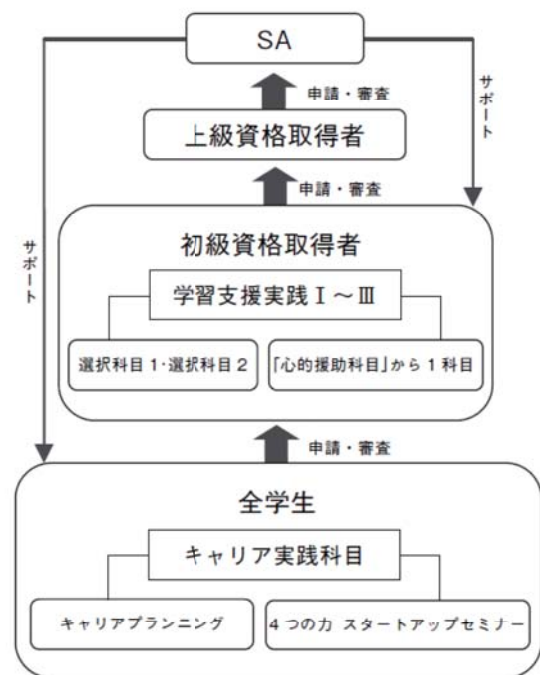 SA
申請・審査
サポート
上級資格取得者
申請・審査
初級資格取得者
サポート
学習支援実践Ⅰ～Ⅲ
選択科目1・選択科目2
「心的援助科目」から1科目
申請・審査
全学生
キャリア実践科目
キャリアプランニング
4つの力 スタートアップセミナー